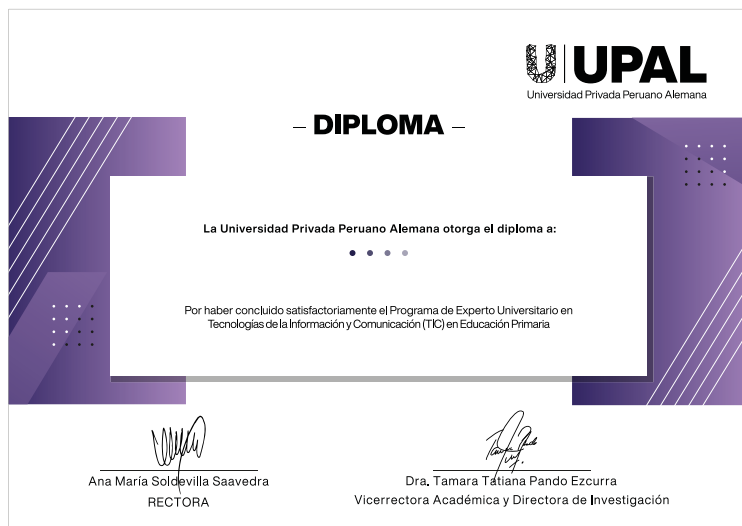 UPAL
Universidad Privada Peruano Alemana
– DIPLOMA –
La Universidad Privada Peruano Alemana otorga el diploma a:
Por haber concluido satisfactoriamente el Programa de Experto Universitario en
Tecnologías de la Información y Comunicación (TIC) en Educación Primaria
Ana María Soldevilla Saavedra
RECTORA
Dra. Tamara Tatiana Pando Ezcurra
Vicerrectora Académica y Directora de Investigación